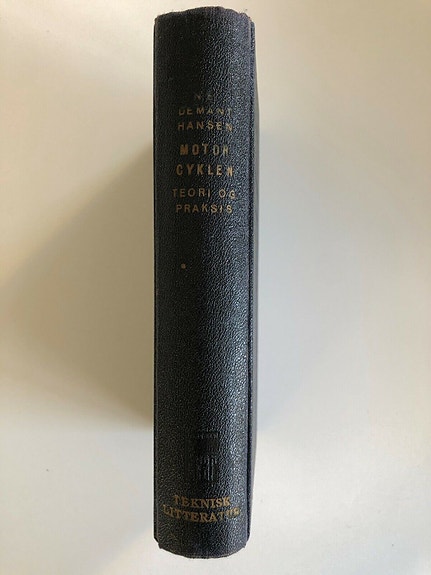 DEMANT
HANSEN
MOTOR
CYKLEN
TEORI OG
PRAKSIS
TEKNISK
LITTERATUR